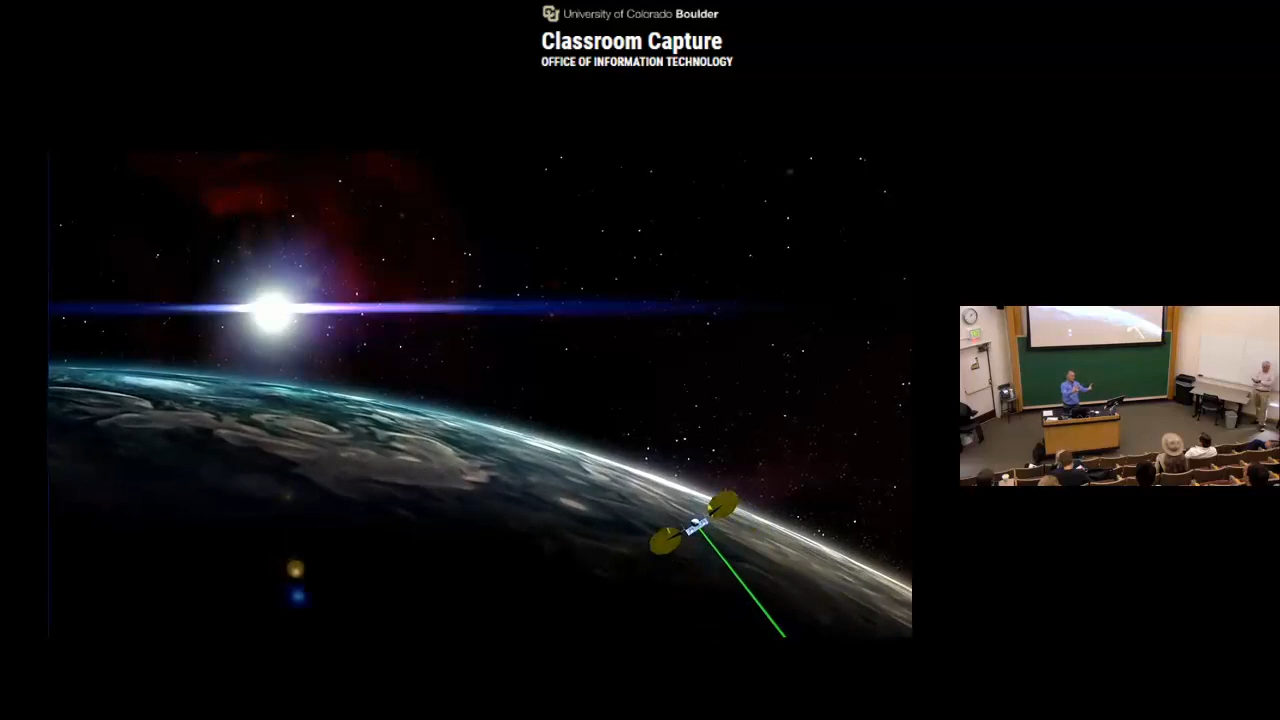 University of Colorado Boulder
Classroom Capture
OFFICE OF INFORMATION TECHNOLOGY